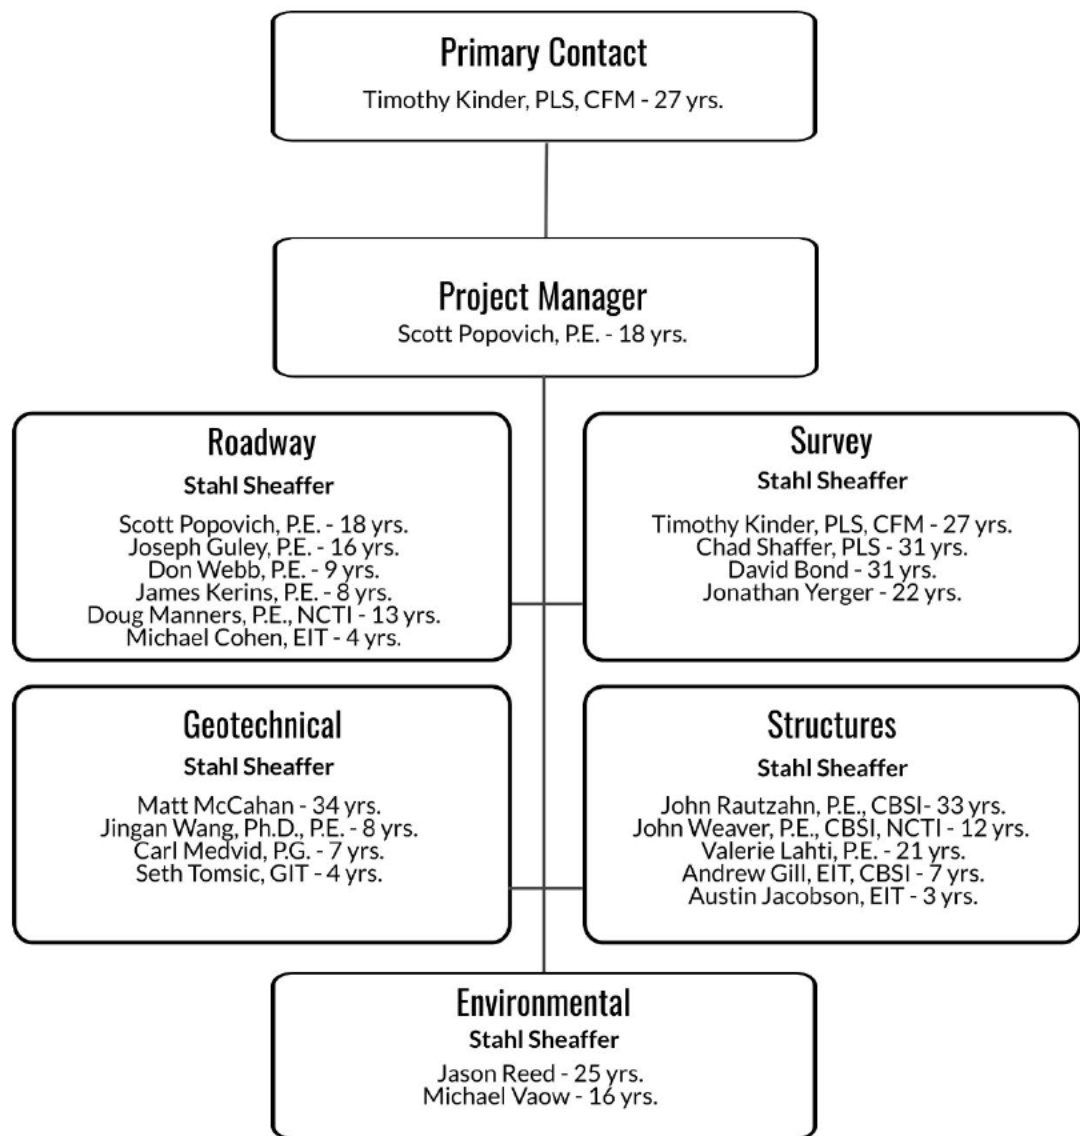 Primary Contact
Timothy Kinder, PLS, CFM - 27 yrs.
Project Manager
Scott Popovich, P.E. - 18 yrs.
Roadway
Stahl Sheaffer
Scott Popovich, P.E. - 18 yrs.
Joseph Guley, P.E. - 16 yrs.
Don Webb, P.E. - 9 yrs.
James Kerins, P.E. - 8 yrs.
Doug Manners, P.E., NCTI - 13 yrs.
Michael Cohen, EIT - 4 yrs.
Survey
Stahl Sheaffer
Timothy Kinder, PLS, CFM - 27 yrs.
Chad Shaffer, PLS - 31 yrs.
David Bond - 31 yrs.
Jonathan Yerger - 22 yrs.
Geotechnical
Stahl Sheaffer
Matt McCahan - 34 yrs.
Jingan Wang, Ph.D., P.E. - 8 yrs.
Carl Medvid, P.G. - 7 yrs.
Seth Tomsic, GIT - 4 yrs.
Structures
Stahl Sheaffer
John Rautzahn, P.E., CBSI- 33 yrs.
John Weaver, P.E., CBSI, NCTI - 12 yrs.
Valerie Lahti, P.E. - 21 yrs.
Andrew Gill, EIT, CBSI - 7 yrs.
Austin Jacobson, EIT - 3 yrs.
Environmental
Stahl Sheaffer
Jason Reed - 25 yrs.
Michael Vaow - 16 yrs.